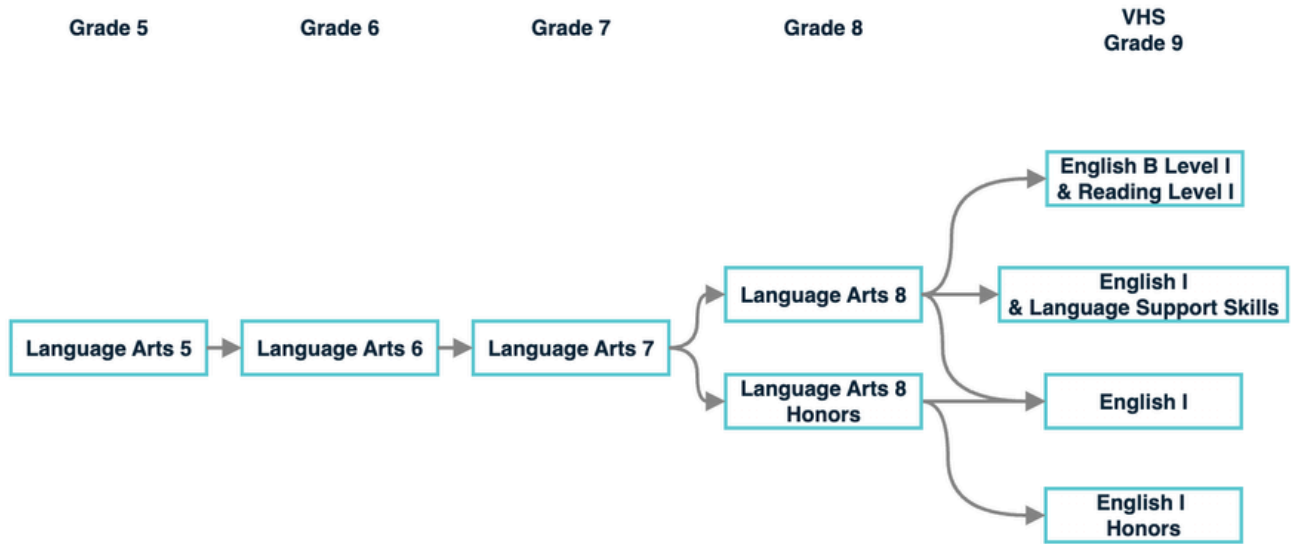 Grade 5
Grade 6
Grade 7
Grade 8
VHS
Grade 9
English B Level I
& Reading Level I
Language Arts 8
English I
& Language Support Skills
Language Arts 5
Language Arts 6
Language Arts 7
Language Arts 8
Honors
English I
English I
Honors